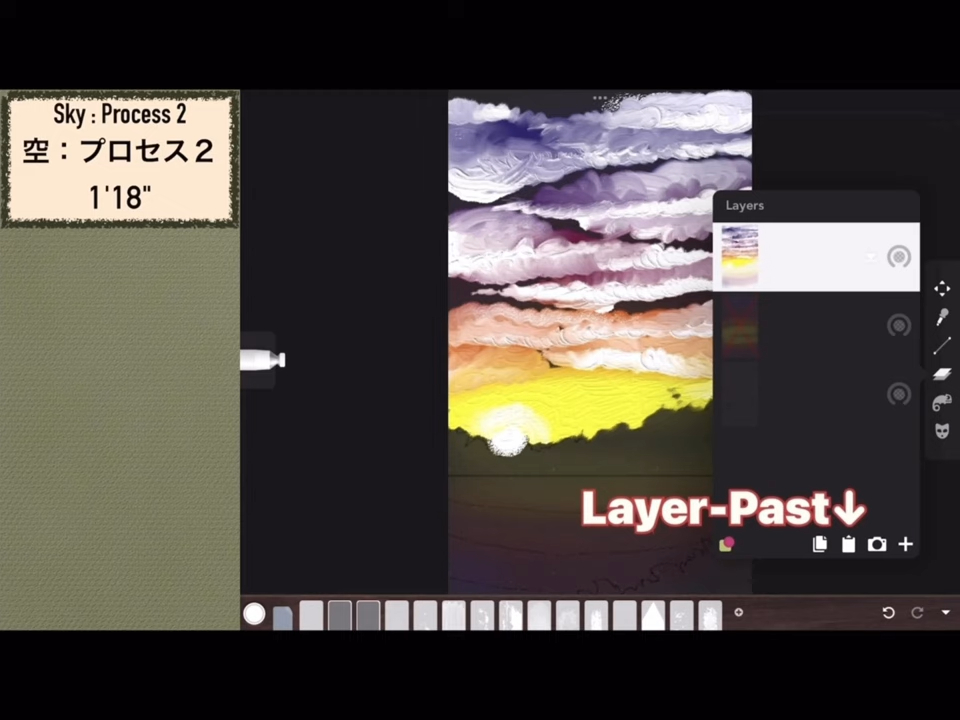 Sky : Process 2
空：プロセス２
1'18"
Layers
Layer-Past↓